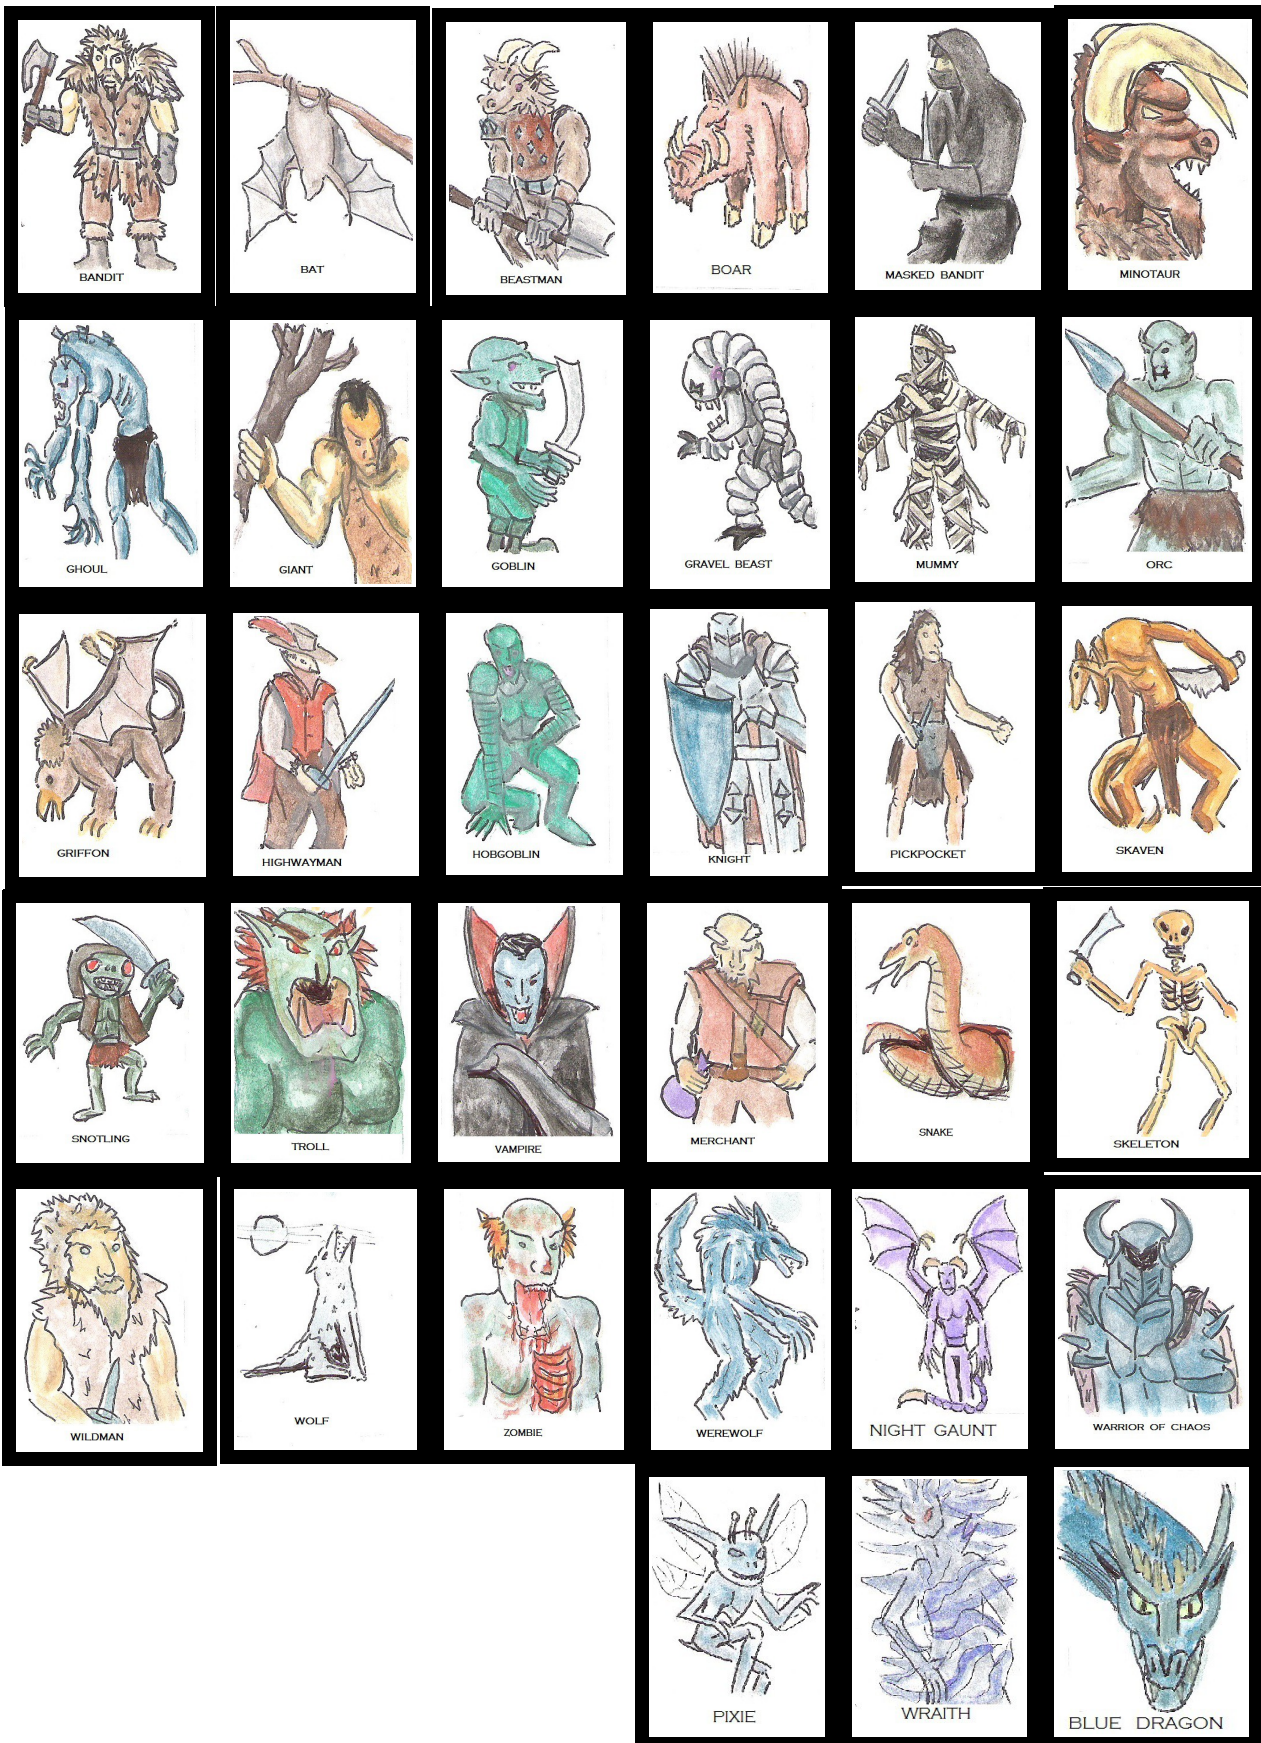 BANDIT
BAT
BEASTMAN
BOAR
MASKED BANDIT
MINOTAUR
GHOUL
GIANT
GOBLIN
GRAVEL BEAST
MUMMY
ORC
GRIFFON
HIGHWAYMAN
HOBGOBLIN
KNIGHT
PICKPOCKET
SKAVEN
SNOTLING
TROLL
VAMPIRE
MERCHANT
SNAKE
SKELETON
WILDMAN
WOLF
ZOMBIE
WEREWOLF
NIGHT GAUNT
WARRIOR OF CHAOS
PIXIE
WRAITH
BLUE DRAGON